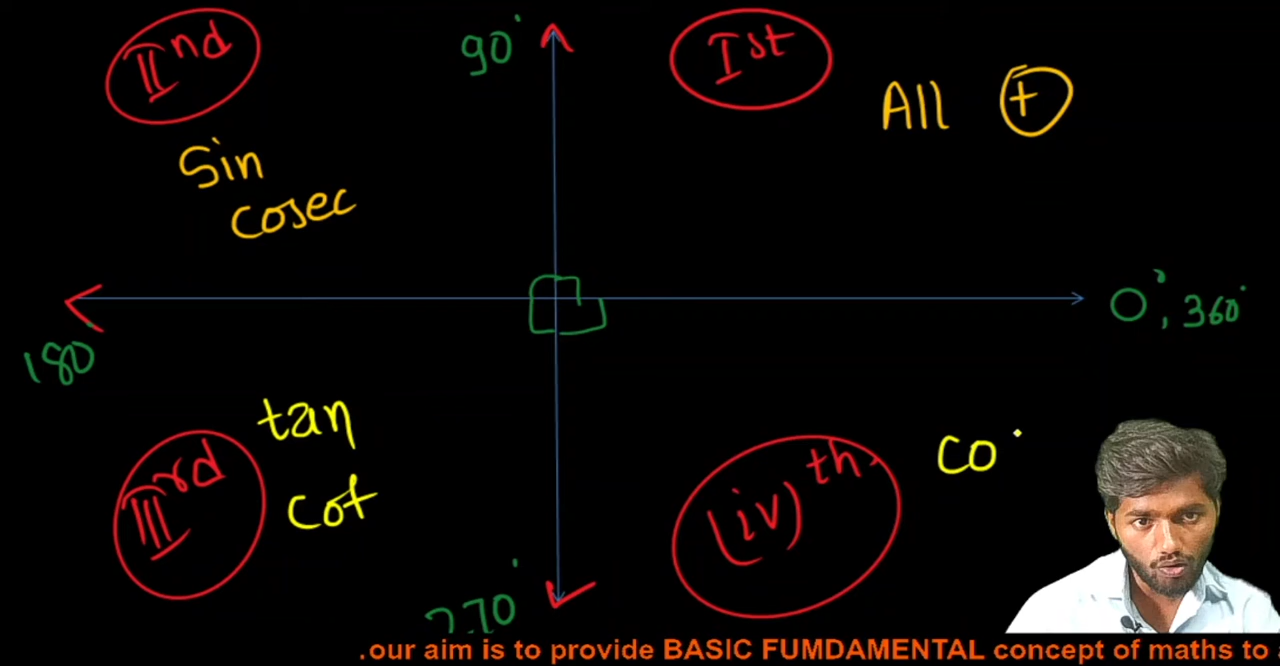 IInd
90°
Ist
All +
Sin
cosec
180
0°, 360°
IIIrd
tan
cot
(iv)th
co
270°
.our aim is to provide BASIC FUMDAMENTAL concept of maths to